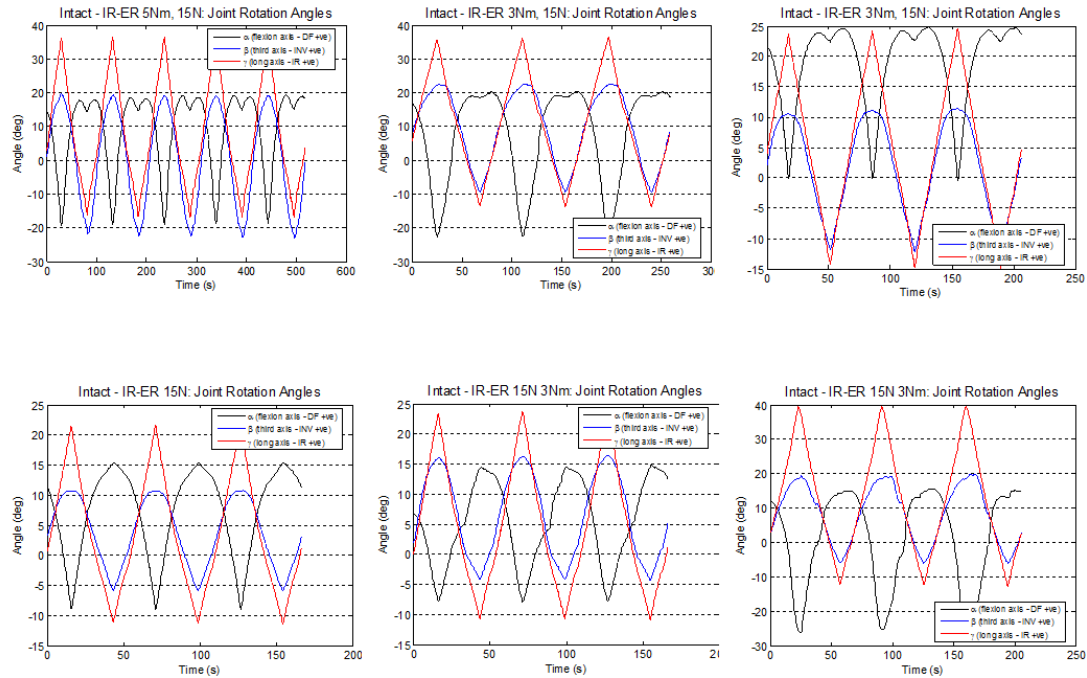 Intact - IR-ER 5Nm, 15N: Joint Rotation Angles
40
30
20
10
0
-10
-20
-30
Angle (deg)
α (flexion axis - DF +ve)
β (third axis - INV +ve)
γ (long axis - IR +ve)
0 100 200 300 400 500 600
Time (s)
Intact - IR-ER 3Nm, 15N: Joint Rotation Angles
40
30
20
10
0
-10
-20
-30
Angle (deg)
α (flexion axis - DF +ve)
β (third axis - INV +ve)
γ (long axis - IR +ve)
0 50 100 150 200 250 30
Time (s)
Intact - IR-ER 3Nm, 15N: Joint Rotation Angles
25
20
15
10
5
0
-5
-10
-15
Angle (deg)
α (flexion axis - DF +ve)
β (third axis - INV +ve)
γ (long axis - IR +ve)
0 50 100 150 200 250
Time (s)
Intact - IR-ER 15N: Joint Rotation Angles
25
20
15
10
5
0
-5
-10
-15
Angle (deg)
α (flexion axis - DF +ve)
β (third axis - INV +ve)
γ (long axis - IR +ve)
0 50 100 150 200
Time (s)
Intact - IR-ER 15N 3Nm: Joint Rotation Angles
25
20
15
10
5
0
-5
-10
-15
Angle (deg)
α (flexion axis - DF +ve)
β (third axis - INV +ve)
γ (long axis - IR +ve)
0 50 100 150 20
Time (s)
Intact - IR-ER 15N 3Nm: Joint Rotation Angles
40
30
20
10
0
-10
-20
-30
Angle (deg)
α (flexion axis - DF +ve)
β (third axis - INV +ve)
γ (long axis - IR +ve)
0 50 100 150 200 250
Time (s)